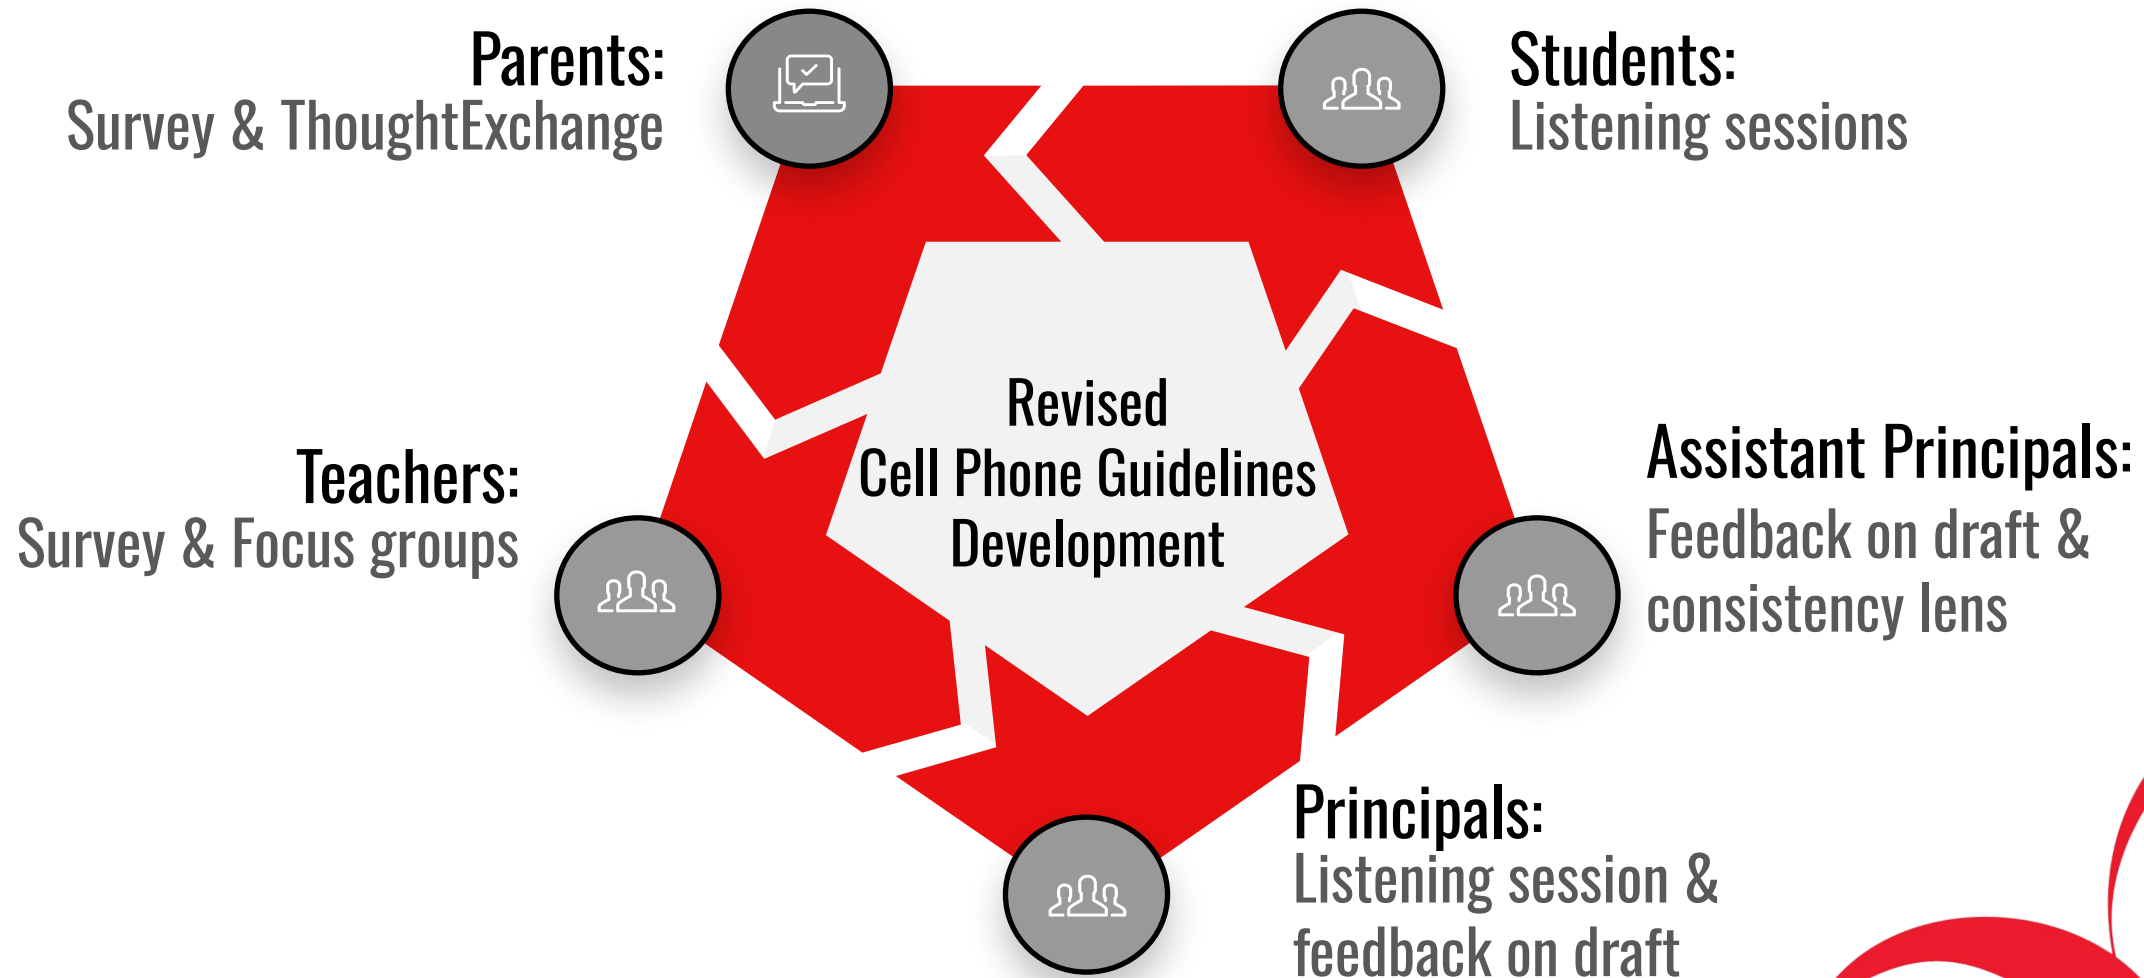 Parents:
Survey & ThoughtExchange
Students:
Listening sessions
Revised
Cell Phone Guidelines
Development
Teachers:
Survey & Focus groups
Assistant Principals:
Feedback on draft &
consistency lens
Principals:
Listening session &
feedback on draft